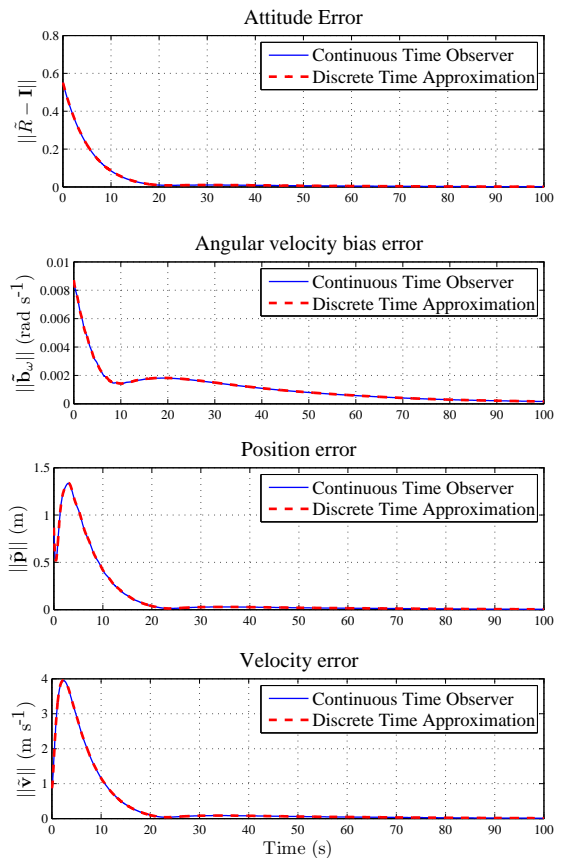 Attitude Error
||R̃ − I||
0.8
0.6
0.4
0.2
0
Continuous Time Observer
Discrete Time Approximation
0 10 20 30 40 50 60 70 80 90 100
Angular velocity bias error
||b̃ω|| (rad s-1)
0.01
0.008
0.006
0.004
0.002
0
Continuous Time Observer
Discrete Time Approximation
0 10 20 30 40 50 60 70 80 90 100
Position error
||p̃|| (m)
1.5
1
0.5
0
Continuous Time Observer
Discrete Time Approximation
0 10 20 30 40 50 60 70 80 90 100
Velocity error
||ṽ|| (m s-1)
4
3
2
1
0
Continuous Time Observer
Discrete Time Approximation
0 10 20 30 40 50 60 70 80 90 100
Time (s)